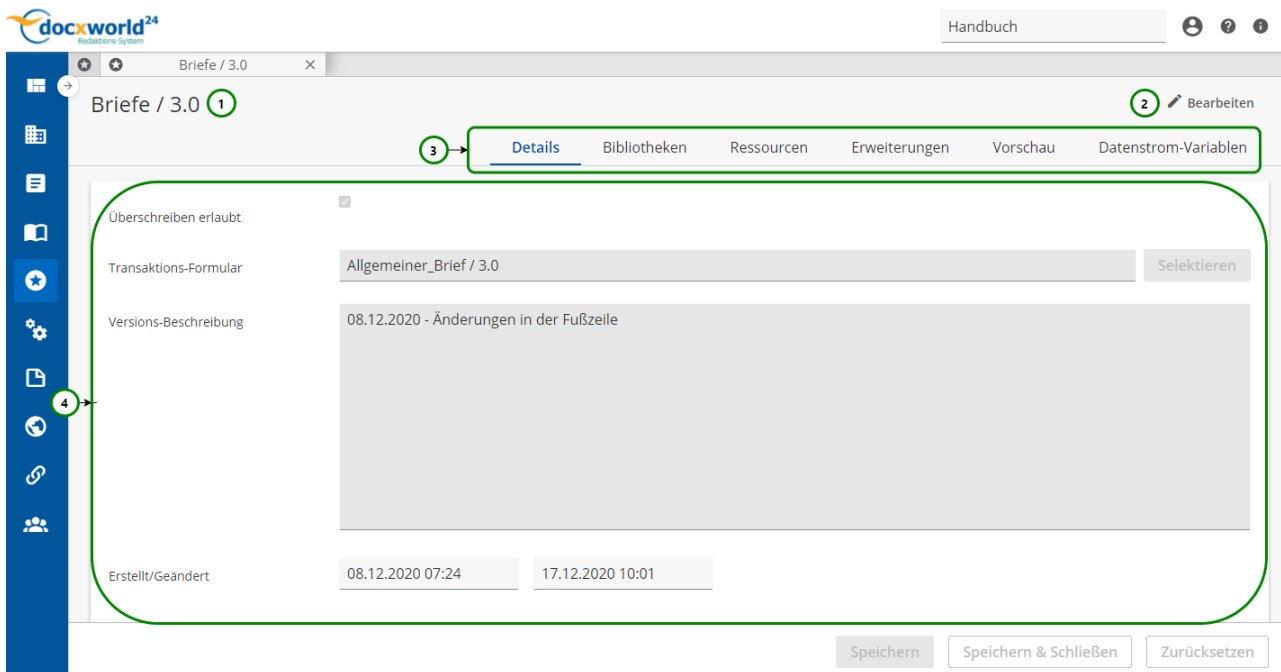 docxworld24
Redaktions-System
Handbuch
Briefe / 3.0
Briefe / 3.0 1
2 Bearbeiten
3 Details Bibliotheken Ressourcen Erweiterungen Vorschau Datenstrom-Variablen
Überschreiben erlaubt
Transaktions-Formular Allgemeiner_Brief / 3.0 Selektieren
Versions-Beschreibung 08.12.2020 - Änderungen in der Fußzeile
4
Erstellt/Geändert 08.12.2020 07:24 17.12.2020 10:01
Speichern Speichern & Schließen Zurücksetzen